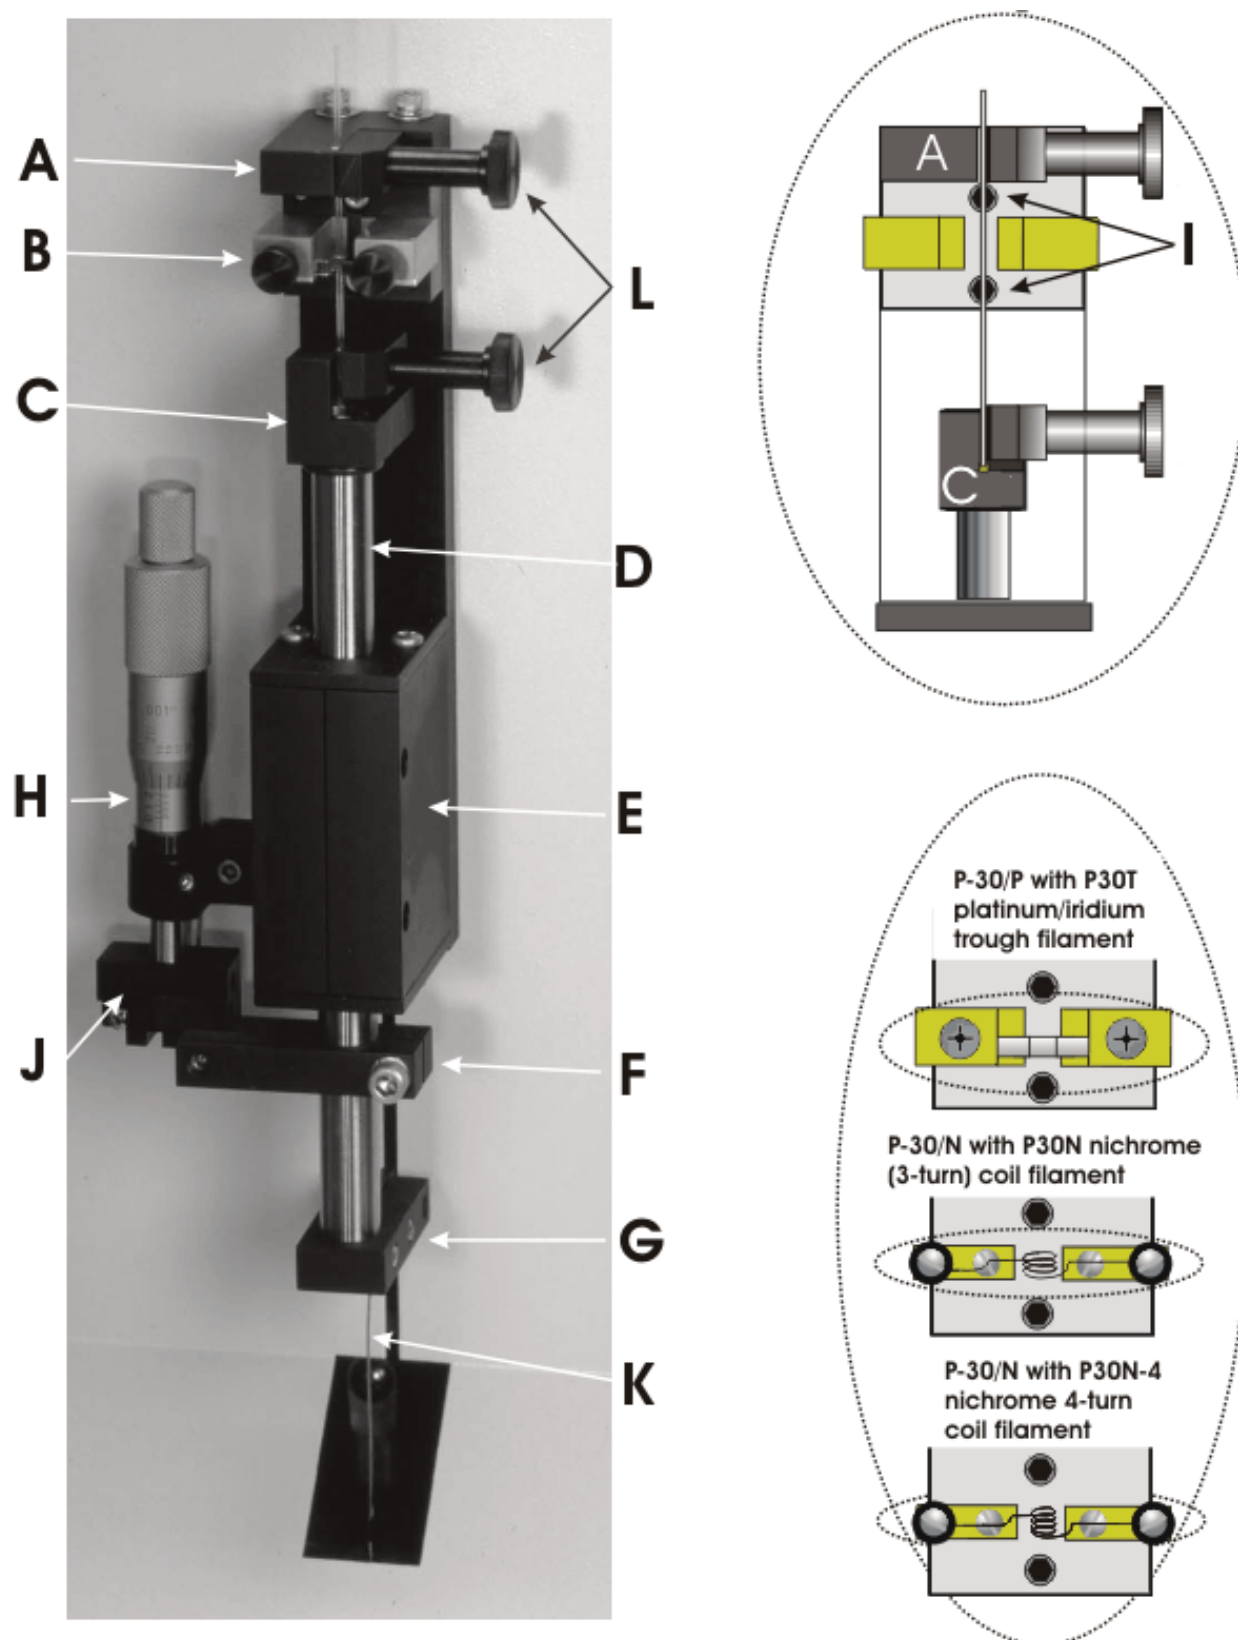 A
B
C
D
E
F
G
H
J
K
L
A
I
C
.001"
P-30/P with P30T
platinum/iridium
trough filament
P-30/N with P30N nichrome
(3-turn) coil filament
P-30/N with P30N-4
nichrome 4-turn
coil filament